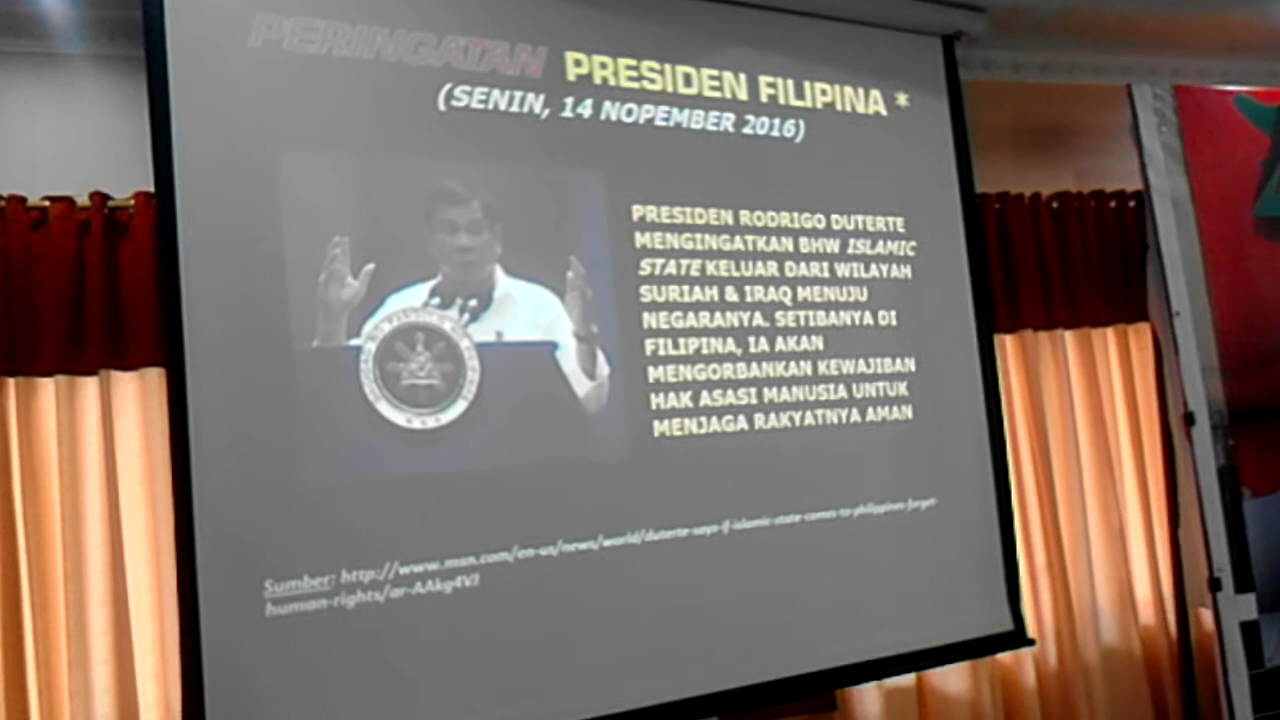 PERINGATAN PRESIDEN FILIPINA *
(SENIN, 14 NOPEMBER 2016)
PRESIDEN RODRIGO DUTERTE
MENGINGATKAN BHW ISLAMIC
STATE KELUAR DARI WILAYAH
SURIAH & IRAQ MENUJU
NEGARANYA. SETIBANYA DI
FILIPINA, IA AKAN
MENGORBANKAN KEWAJIBAN
HAK ASASI MANUSIA UNTUK
MENJAGA RAKYATNYA AMAN
Sumber: http://www.msn.com/en-us/news/world/duterte-says-if-islamic-state-comes-to-philippines-forget-
human-rights/ar-AAkg4VJ